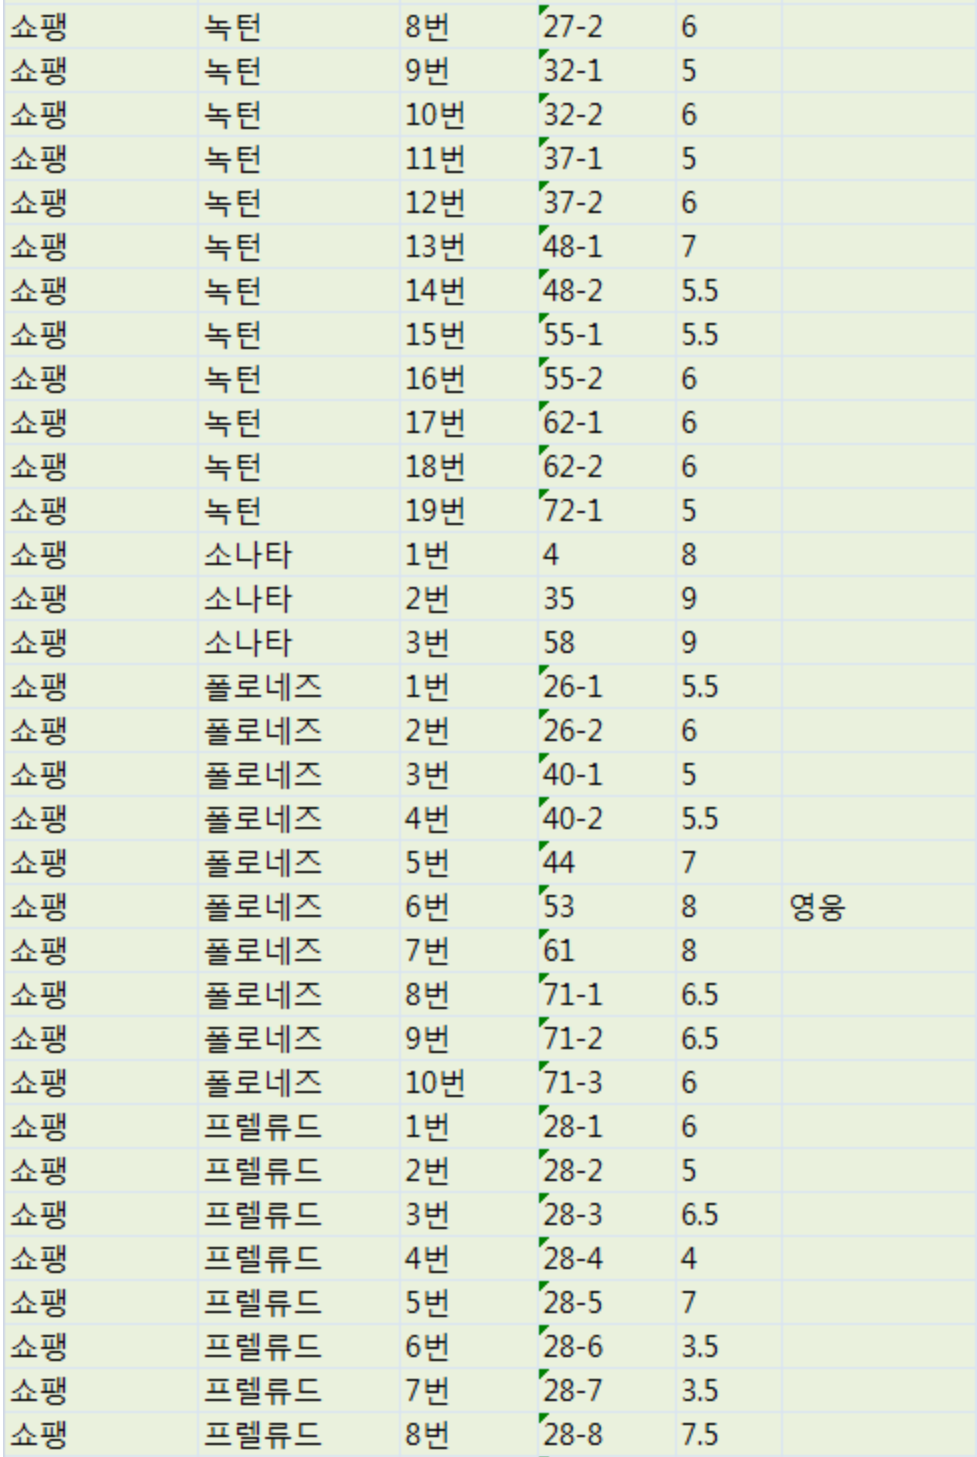 쇼팽 녹턴 8번 27-2 6
쇼팽 녹턴 9번 32-1 5
쇼팽 녹턴 10번 32-2 6
쇼팽 녹턴 11번 37-1 5
쇼팽 녹턴 12번 37-2 6
쇼팽 녹턴 13번 48-1 7
쇼팽 녹턴 14번 48-2 5.5
쇼팽 녹턴 15번 55-1 5.5
쇼팽 녹턴 16번 55-2 6
쇼팽 녹턴 17번 62-1 6
쇼팽 녹턴 18번 62-2 6
쇼팽 녹턴 19번 72-1 5
쇼팽 소나타 1번 4 8
쇼팽 소나타 2번 35 9
쇼팽 소나타 3번 58 9
쇼팽 폴로네즈 1번 26-1 5.5
쇼팽 폴로네즈 2번 26-2 6
쇼팽 폴로네즈 3번 40-1 5
쇼팽 폴로네즈 4번 40-2 5.5
쇼팽 폴로네즈 5번 44 7
쇼팽 폴로네즈 6번 53 8 영웅
쇼팽 폴로네즈 7번 61 8
쇼팽 폴로네즈 8번 71-1 6.5
쇼팽 폴로네즈 9번 71-2 6.5
쇼팽 폴로네즈 10번 71-3 6
쇼팽 프렐류드 1번 28-1 6
쇼팽 프렐류드 2번 28-2 5
쇼팽 프렐류드 3번 28-3 6.5
쇼팽 프렐류드 4번 28-4 4
쇼팽 프렐류드 5번 28-5 7
쇼팽 프렐류드 6번 28-6 3.5
쇼팽 프렐류드 7번 28-7 3.5
쇼팽 프렐류드 8번 28-8 7.5